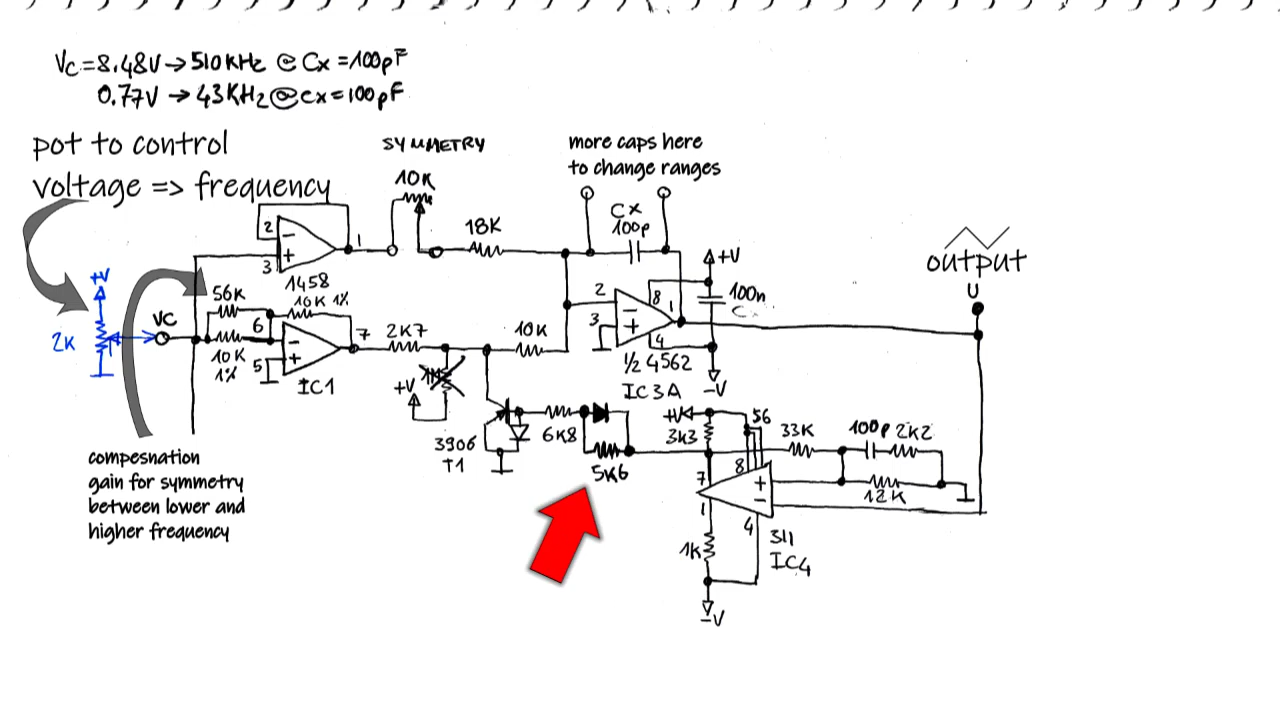 Vc=8.48V→510KHz @ Cx=100pF
0.77V → 43KHz@cx=100pF
pot to control
voltage => frequency
SYMMETRY
10K
more caps here
to change ranges
CX
100p
18K
2
3
1
1458
+V
VC
2K
56K
10K 1%
6
10K
1%
5
7
IC1
2K7
10K
+V
2
3
8
1
4
1/2 4562
IC3A
+V
100n
C
-V
output
U
compesnation
gain for symmetry
between lower and
higher frequency
3906
T1
6K8
5K6
+V
3K3
56
33K
100p 2K2
12K
7
8
+
-
1
4
1K
311
IC4
-V